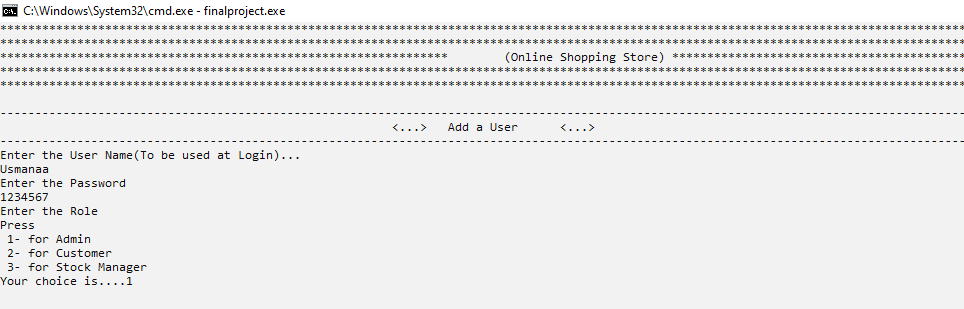 C:\Windows\System32\cmd.exe - finalproject.exe
******************************************************************************************************************************************
******************************************************************************************************************************************
**************************************************************** (Online Shopping Store) ******************************************
******************************************************************************************************************************************
******************************************************************************************************************************************
------------------------------------------------------------------------------------------------------------------------------------------
<...> Add a User <...>
------------------------------------------------------------------------------------------------------------------------------------------
Enter the User Name(To be used at Login)...
Usmanaa
Enter the Password
1234567
Enter the Role
Press
1- for Admin
2- for Customer
3- for Stock Manager
Your choice is....1